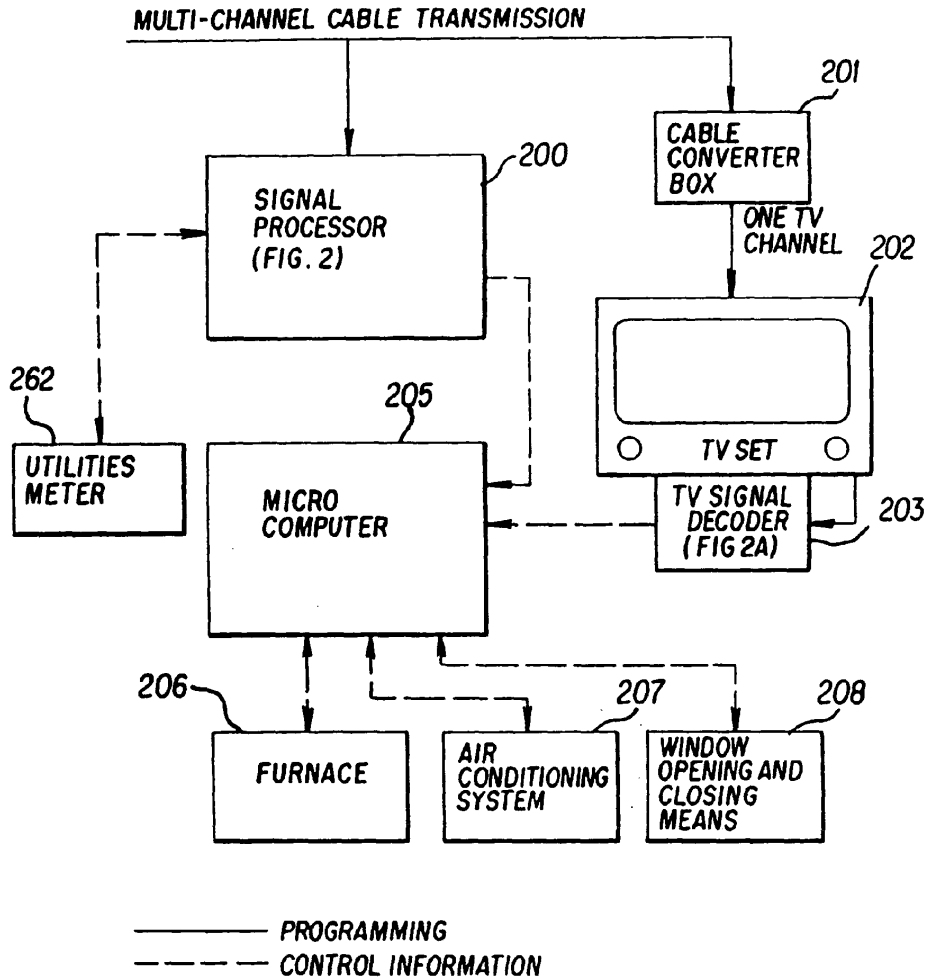 MULTI-CHANNEL CABLE TRANSMISSION
201
CABLE
CONVERTER
BOX
200
SIGNAL
PROCESSOR
(FIG. 2)
ONE TV
CHANNEL
202
TV SET
262
UTILITIES
METER
205
MICRO
COMPUTER
TV SIGNAL
DECODER
(FIG 2A)
203
206
FURNACE
207
AIR
CONDITIONING
SYSTEM
208
WINDOW
OPENING AND
CLOSING
MEANS
PROGRAMMING
CONTROL INFORMATION